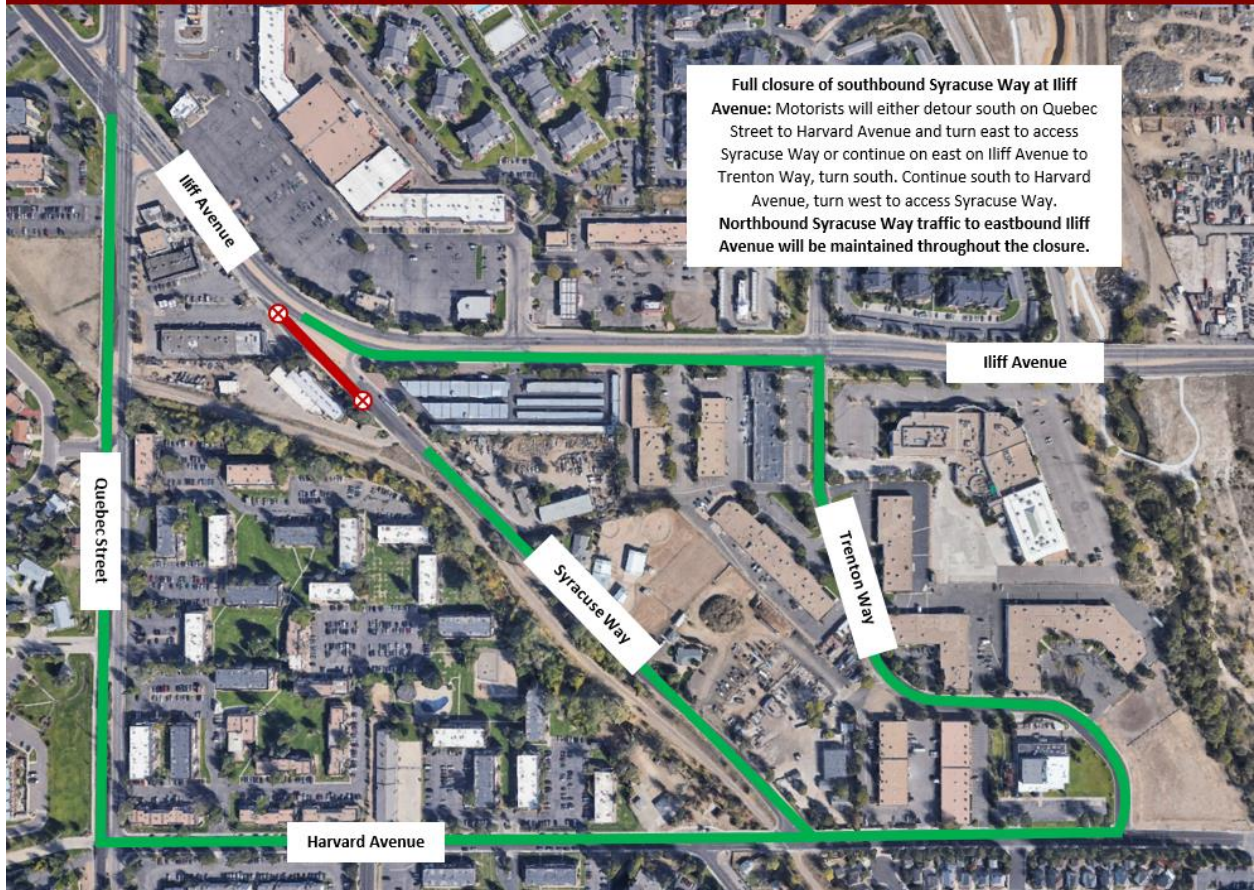 Full closure of southbound Syracuse Way at Iliff
Avenue: Motorists will either detour south on Quebec
Street to Harvard Avenue and turn east to access
Syracuse Way or continue on east on Iliff Avenue to
Trenton Way, turn south. Continue south to Harvard
Avenue, turn west to access Syracuse Way.
Northbound Syracuse Way traffic to eastbound Iliff
Avenue will be maintained throughout the closure.
Iliff Avenue
Iliff Avenue
Quebec Street
Syracuse Way
Trenton Way
Harvard Avenue